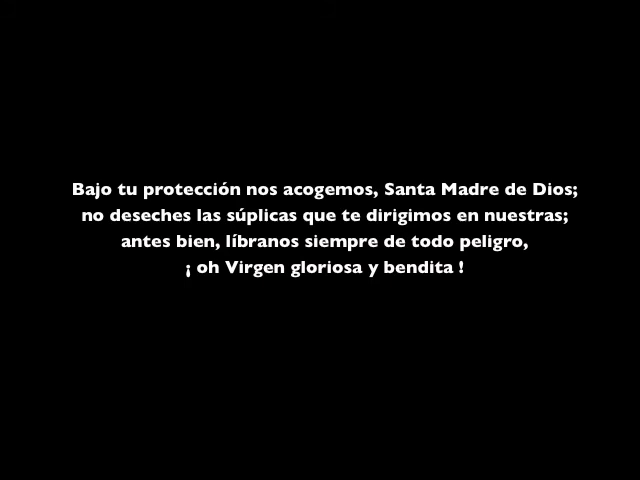 Bajo tu protección nos acogemos, Santa Madre de Dios;
no deseches las súplicas que te dirigimos en nuestras;
antes bien, líbranos siempre de todo peligro,
¡ oh Virgen gloriosa y bendita !